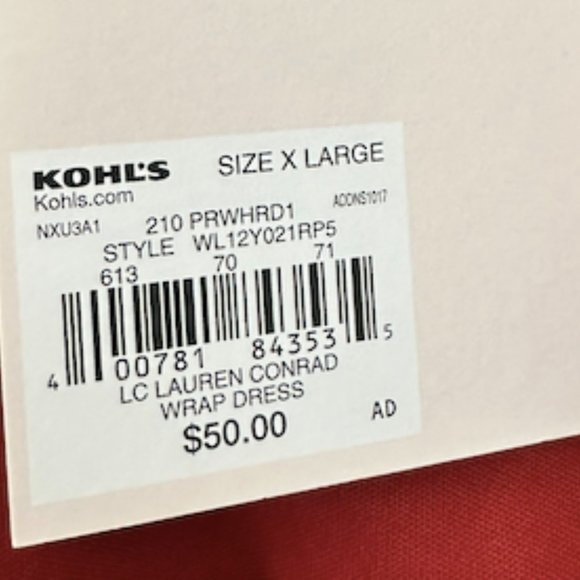 KOHL'S SIZE X LARGE
Kohls.com
NXU3A1 210 PRWHRD1 ADONS1017
STYLE WL12Y021RP5
613 70 71
4 00781 84353 5
LC LAUREN CONRAD
WRAP DRESS
$50.00 AD